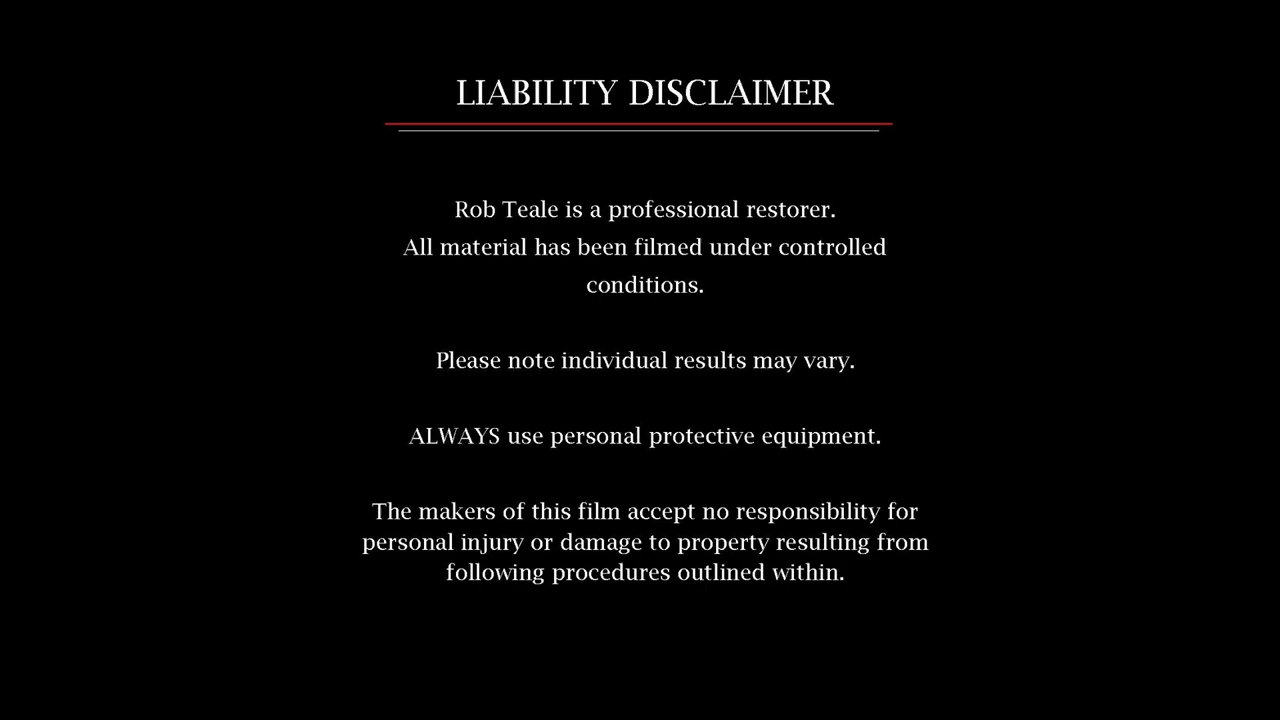 LIABILITY DISCLAIMER
Rob Teale is a professional restorer.
All material has been filmed under controlled
conditions.
Please note individual results may vary.
ALWAYS use personal protective equipment.
The makers of this film accept no responsibility for
personal injury or damage to property resulting from
following procedures outlined within.